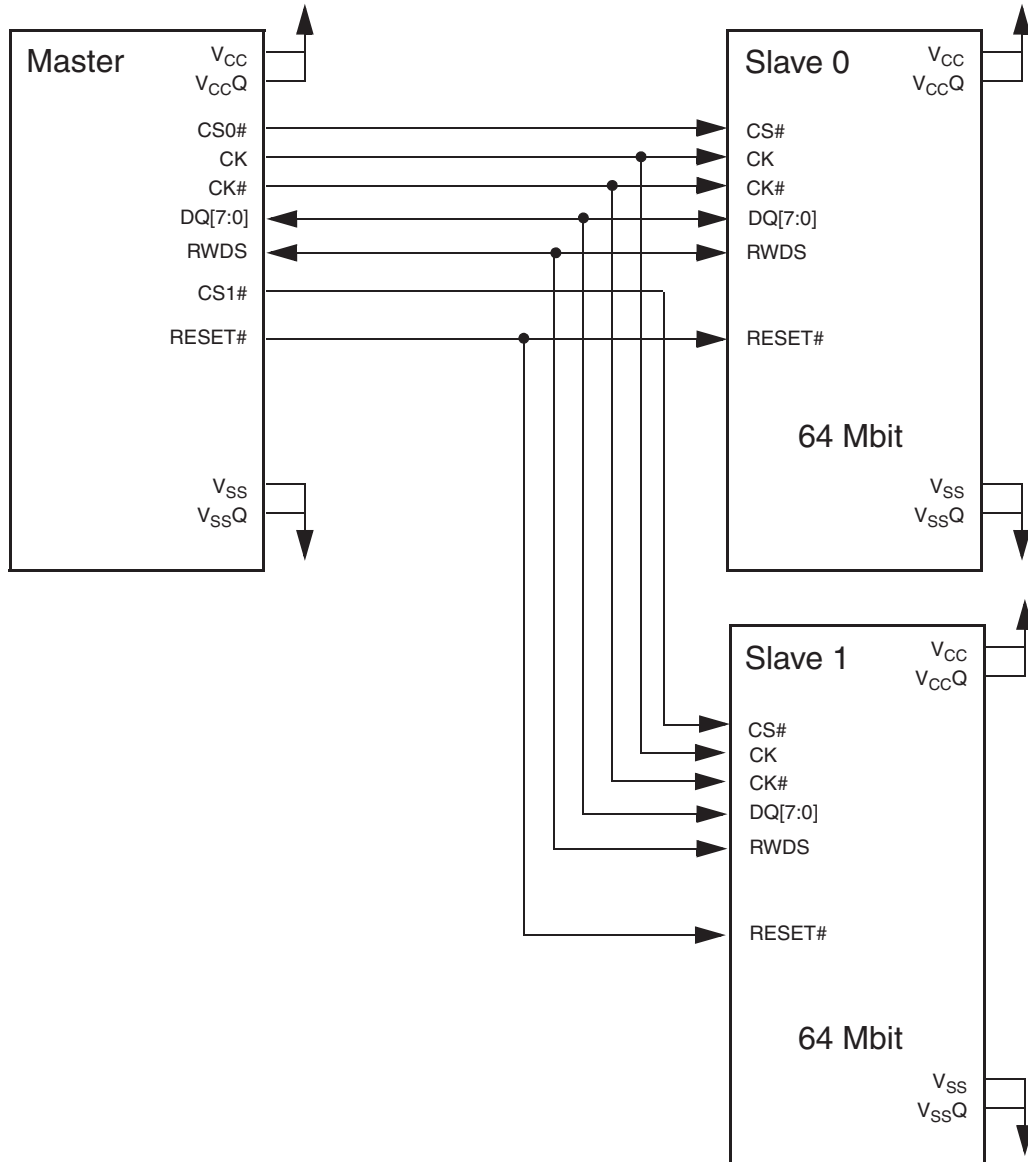 Master
VCC
VCCQ
CS0#
CK
CK#
DQ[7:0]
RWDS
CS1#
RESET#
VSS
VSSQ
Slave 0
VCC
VCCQ
CS#
CK
CK#
DQ[7:0]
RWDS
RESET#
64 Mbit
VSS
VSSQ
Slave 1
VCC
VCCQ
CS#
CK
CK#
DQ[7:0]
RWDS
RESET#
64 Mbit
VSS
VSSQ